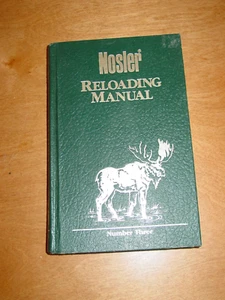 Nosler®
RELOADING
MANUAL
Number Three